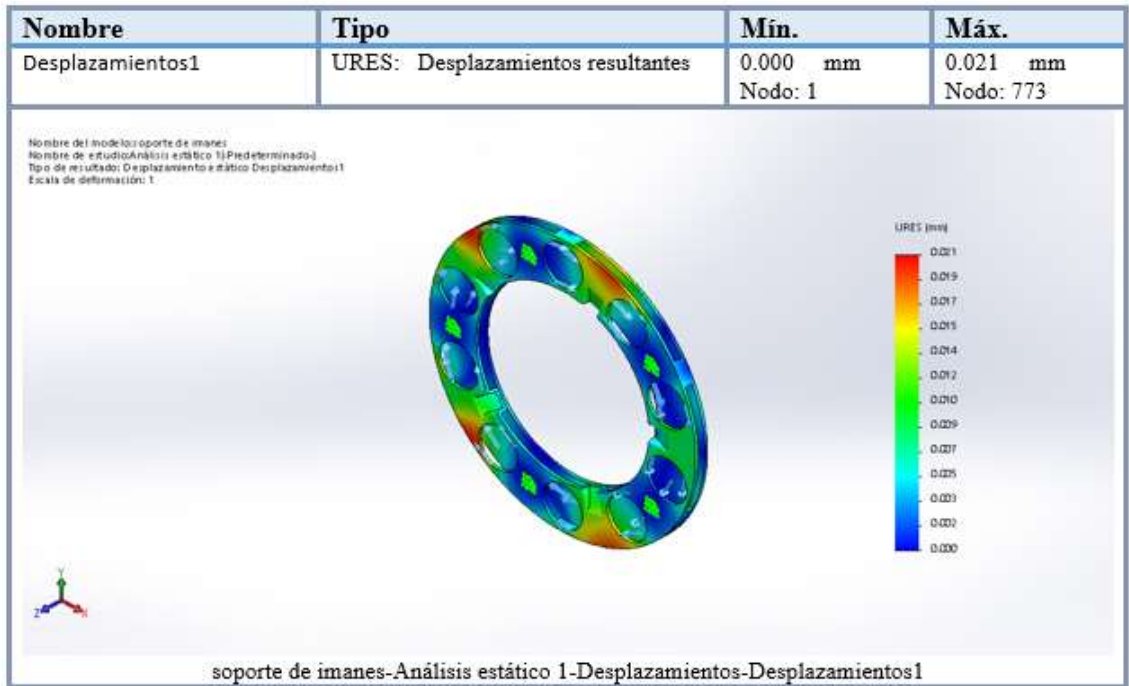 Nombre Tipo Mín. Máx.
Desplazamientos1 URES: Desplazamientos resultantes 0.000 mm 0.021 mm
Nodo: 1 Nodo: 773
Nombre del modelo:soporte de imanes
Nombre de estudio:Análisis estático 1(-Predeterminado-)
Tipo de resultado: Desplazamiento estático Desplazamientos1
Escala de deformación: 1
URES (mm)
0.021
0.019
0.017
0.015
0.014
0.012
0.010
0.009
0.007
0.005
0.003
0.002
0.000
Y
Z X
soporte de imanes-Análisis estático 1-Desplazamientos-Desplazamientos1